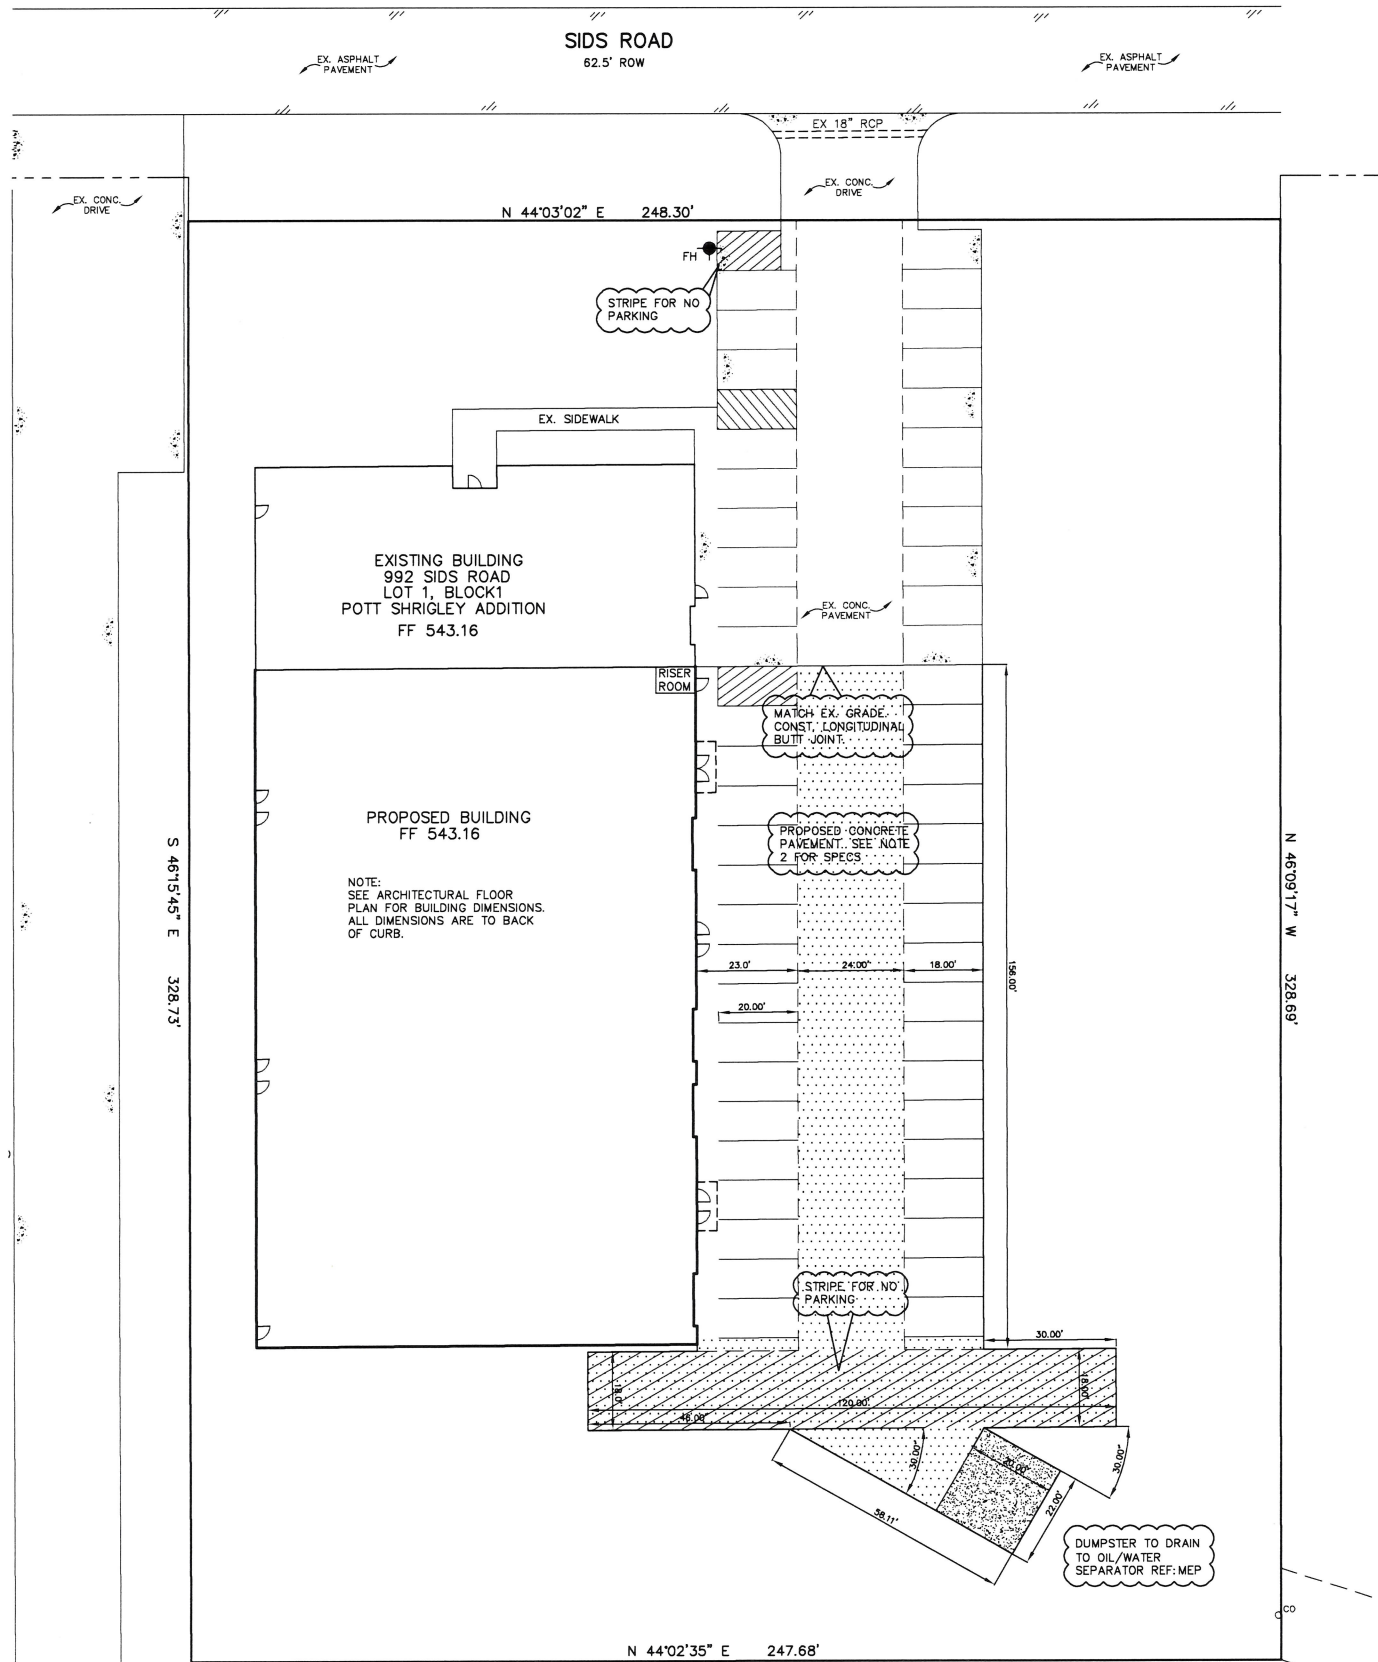 SIDS ROAD
62.5' ROW
EX. ASPHALT
PAVEMENT
EX. ASPHALT
PAVEMENT
EX 18" RCP
EX. CONC.
DRIVE
EX. CONC.
DRIVE
N 44°03'02" E 248.30'
FH
STRIPE FOR NO
PARKING
EX. SIDEWALK
EXISTING BUILDING
992 SIDS ROAD
LOT 1, BLOCK1
POTT SHRIGLEY ADDITION
FF 543.16
EX. CONC.
PAVEMENT
RISER
ROOM
MATCH EX. GRADE.
CONST. LONGITUDINAL
BUTT JOINT.
PROPOSED BUILDING
FF 543.16
PROPOSED CONCRETE
PAVEMENT. SEE NOTE
2 FOR SPECS
NOTE:
SEE ARCHITECTURAL FLOOR
PLAN FOR BUILDING DIMENSIONS.
ALL DIMENSIONS ARE TO BACK
OF CURB.
S 46°15'45" E 328.73'
N 46°09'17" W 328.69'
23.0'
24.00'
18.00'
156.00'
20.00'
STRIPE FOR NO
PARKING
30.00'
18.0'
18.00'
120.00'
46.00'
30.00°
20.00'
30.00°
22.00'
58.11'
DUMPSTER TO DRAIN
TO OIL/WATER
SEPARATOR REF: MEP
CO
N 44°02'35" E 247.68'